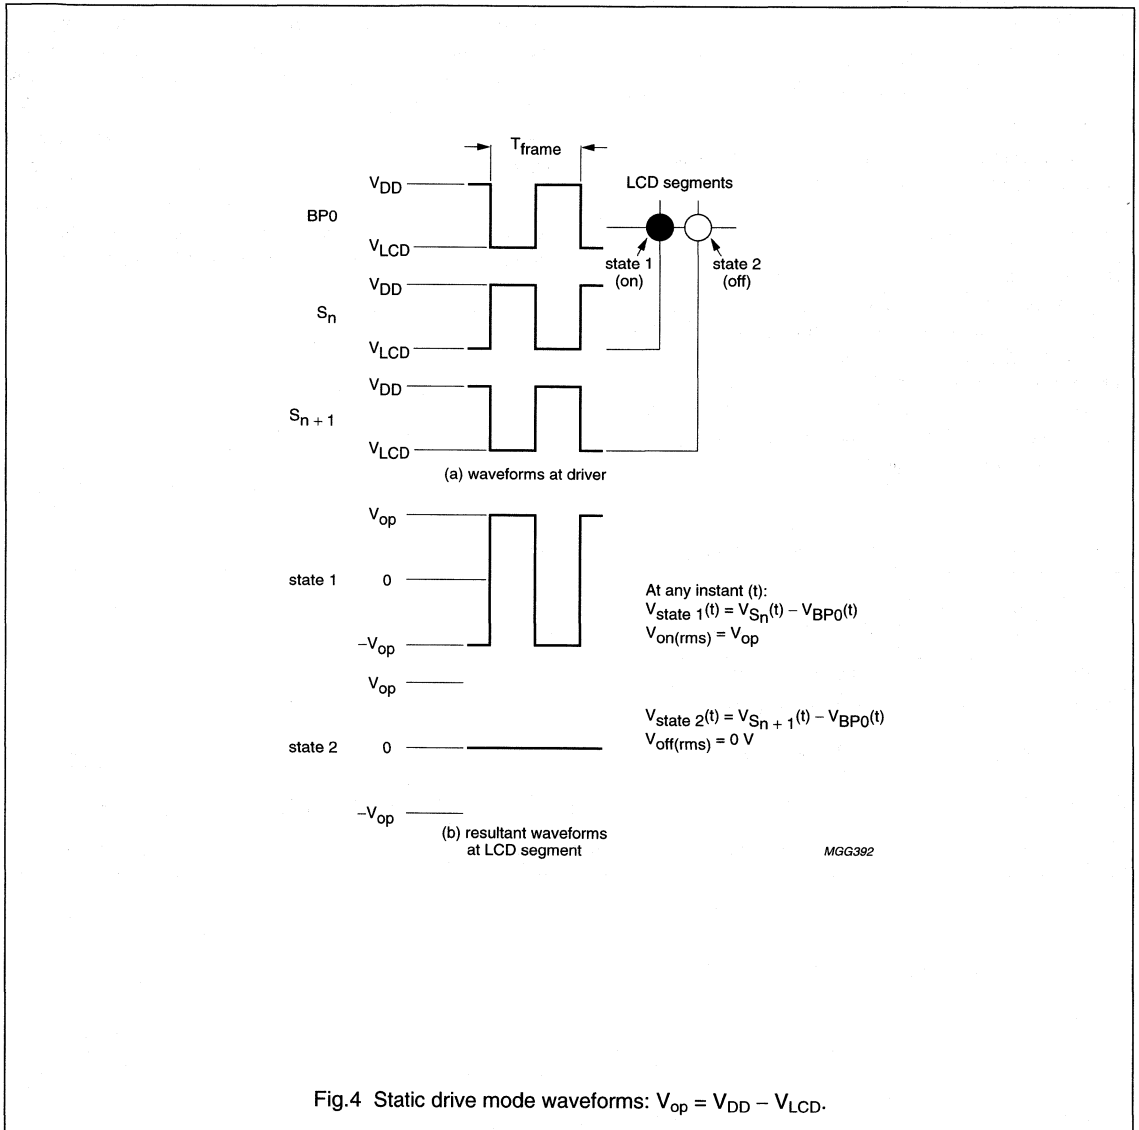 Tframe
VDD
LCD segments
BP0
VLCD
state 1
(on)
state 2
(off)
VDD
Sn
VLCD
VDD
Sn + 1
VLCD
(a) waveforms at driver
Vop
state 1
0
At any instant (t):
Vstate 1(t) = VSn(t) – VBP0(t)
Von(rms) = Vop
–Vop
Vop
Vstate 2(t) = VSn + 1(t) – VBP0(t)
Voff(rms) = 0 V
state 2
0
–Vop
(b) resultant waveforms
at LCD segment
MGG392
Fig.4 Static drive mode waveforms: Vop = VDD – VLCD.